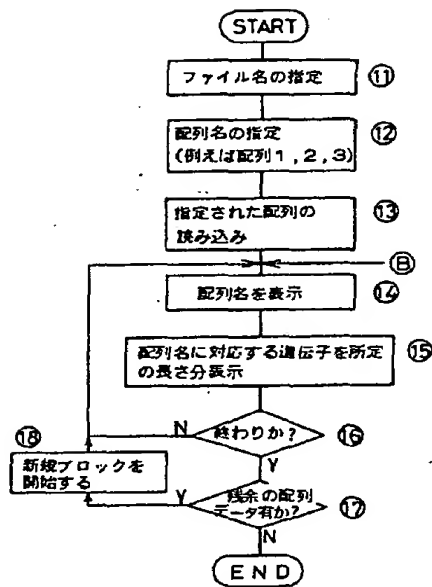 START
ファイル名の指定
⑪
配列名の指定
(例えば配列1,2,3)
⑫
指定された配列の
読み込み
⑬
Ⓑ
配列名を表示
⑭
配列名に対応する遺伝子を所定
の長さ分表示
⑮
N
終わりか?
⑯
Y
⑱
新規ブロックを
開始する
Y
残余の配列
データ有か?
⑰
N
END